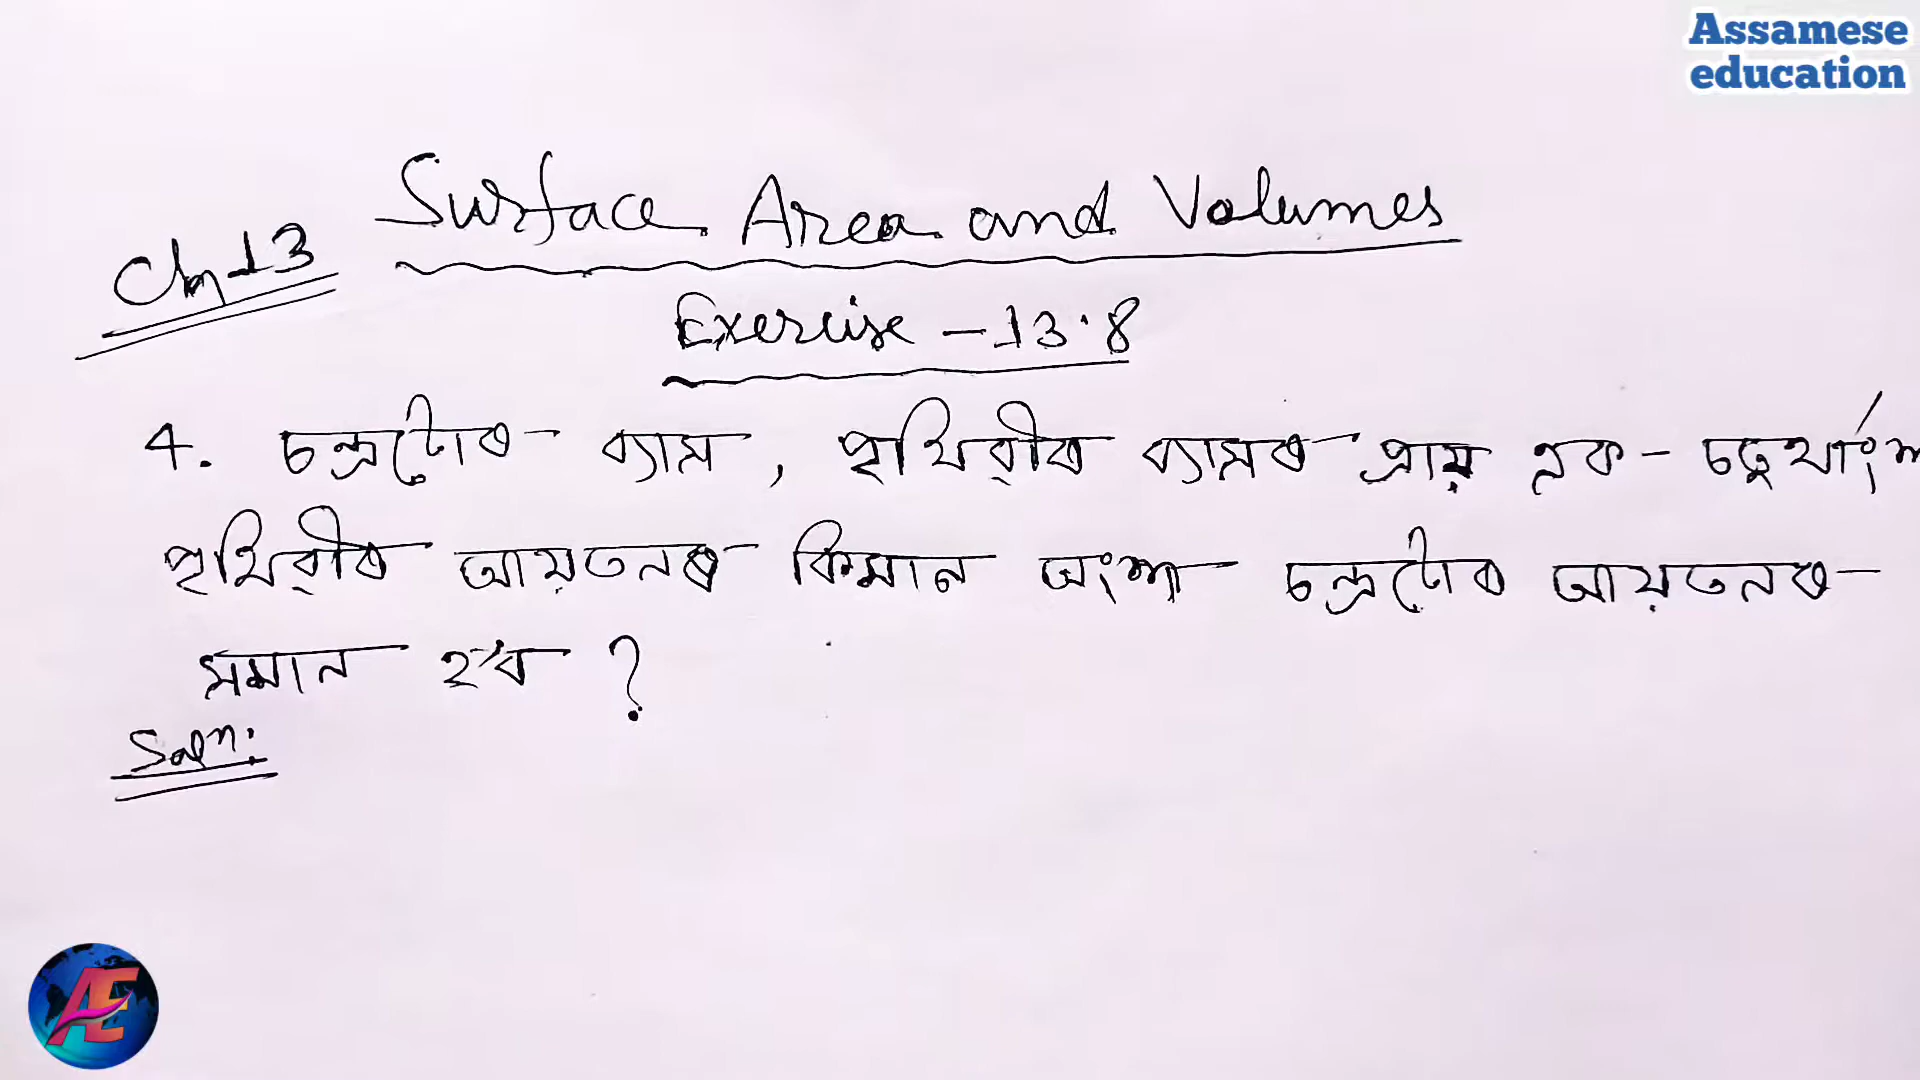 Assamese
education
Surface Area and Volumes
Ch 13
Exercise - 13.8
4. চন্দ্ৰটোৰ ব্যাস, পৃথিৱীৰ ব্যাসৰ প্ৰায় এক-চতুৰ্থাংশ
পৃথিৱীৰ আয়তনৰ কিমান অংশ চন্দ্ৰটোৰ আয়তনৰ
সমান হ'ব ?
Solⁿ:
AE